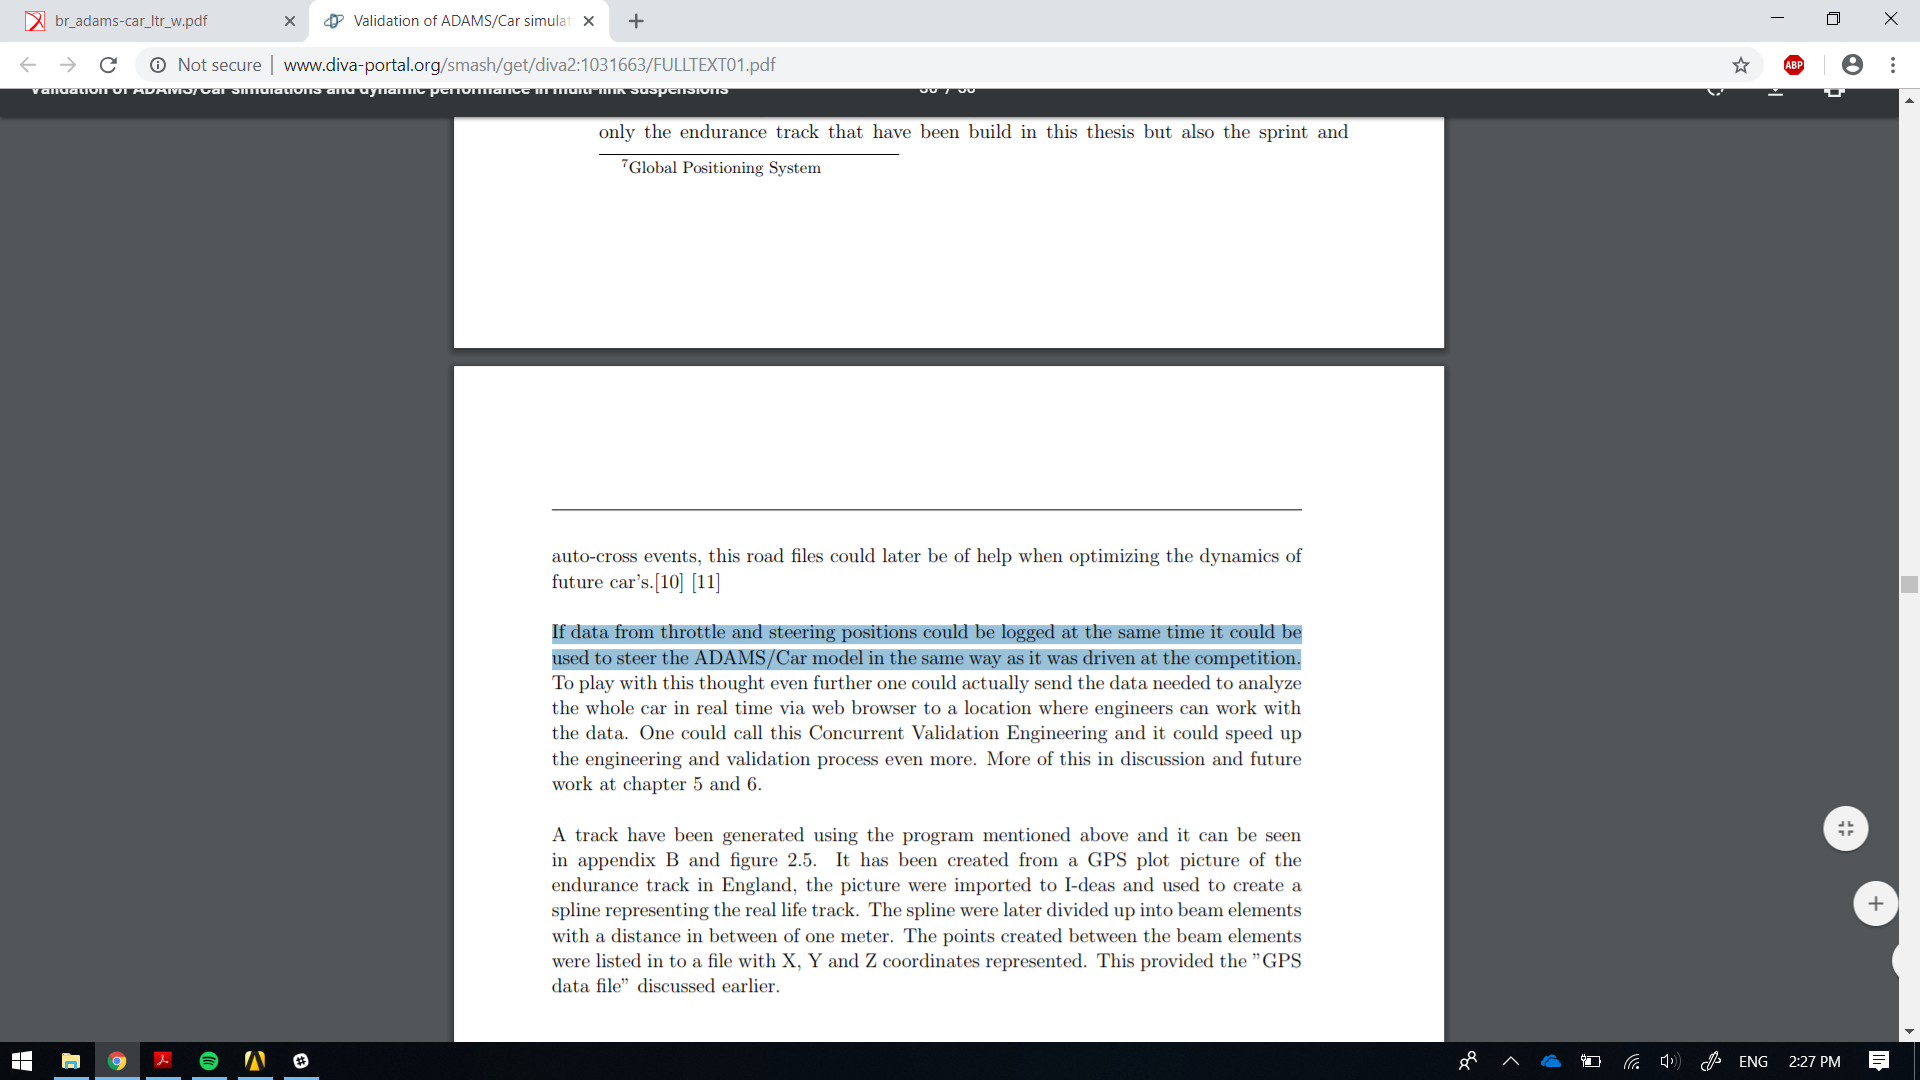 br_adams-car_ltr_w.pdf
Validation of ADAMS/Car simulat
Not secure | www.diva-portal.org/smash/get/diva2:1031663/FULLTEXT01.pdf
ABP
Validation of ADAMS/Car simulations and dynamic performance in multi-link suspensions
only the endurance track that have been build in this thesis but also the sprint and
7Global Positioning System
auto-cross events, this road files could later be of help when optimizing the dynamics of
future car's.[10] [11]
If data from throttle and steering positions could be logged at the same time it could be
used to steer the ADAMS/Car model in the same way as it was driven at the competition.
To play with this thought even further one could actually send the data needed to analyze
the whole car in real time via web browser to a location where engineers can work with
the data. One could call this Concurrent Validation Engineering and it could speed up
the engineering and validation process even more. More of this in discussion and future
work at chapter 5 and 6.
A track have been generated using the program mentioned above and it can be seen
in appendix B and figure 2.5. It has been created from a GPS plot picture of the
endurance track in England, the picture were imported to I-deas and used to create a
spline representing the real life track. The spline were later divided up into beam elements
with a distance in between of one meter. The points created between the beam elements
were listed in to a file with X, Y and Z coordinates represented. This provided the ”GPS
data file” discussed earlier.
ENG
2:27 PM